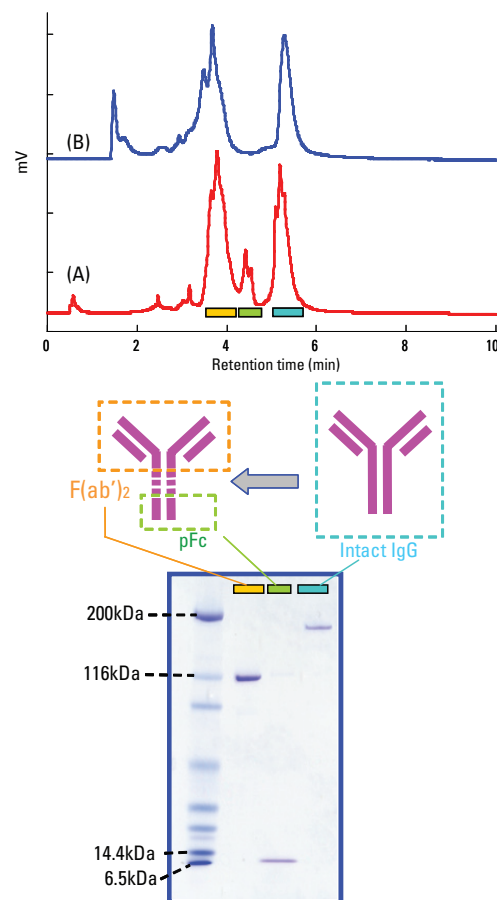 (B)
mV
(A)
0 2 4 6 8 10
Retention time (min)
F(ab')₂
pFc
Intact IgG
200kDa
116kDa
14.4kDa
6.5kDa